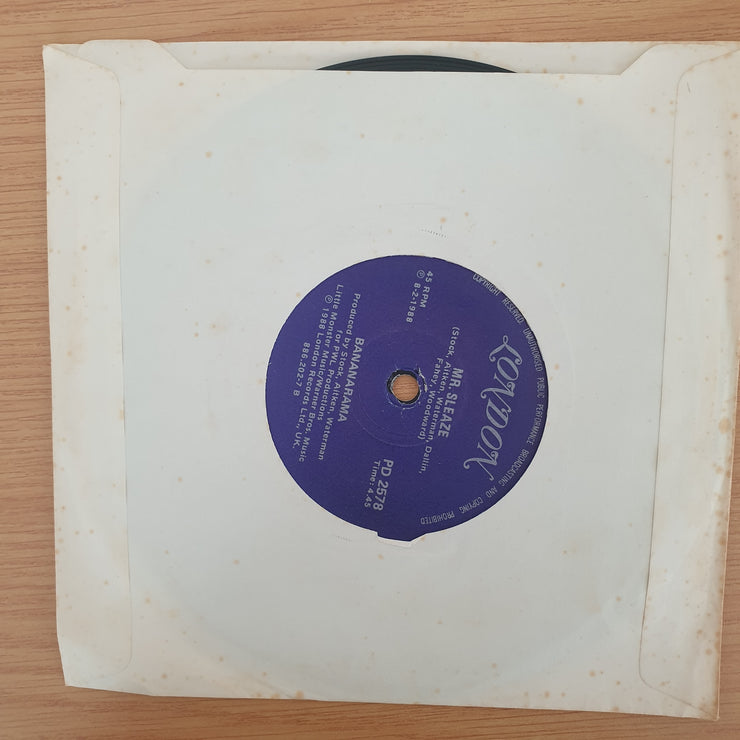 COPYRIGHT RESERVED UNAUTHORISED PUBLIC PERFORMANCE BROADCASTING AND COPYING PROHIBITED
LONDON
45 RPM
Ⓟ 8-2-1988
MR. SLEAZE
(Stock, Aitken, Waterman, Dallin,
Fahey, Woodward)
PD 2578
Time: 4.45
BANANARAMA
Produced by Stock, Aitken, Waterman
for PWL Productions
Little Monster Music/Warner Bros. Music
Ⓟ 1988 London Records Ltd., UK.
886.202-7 B